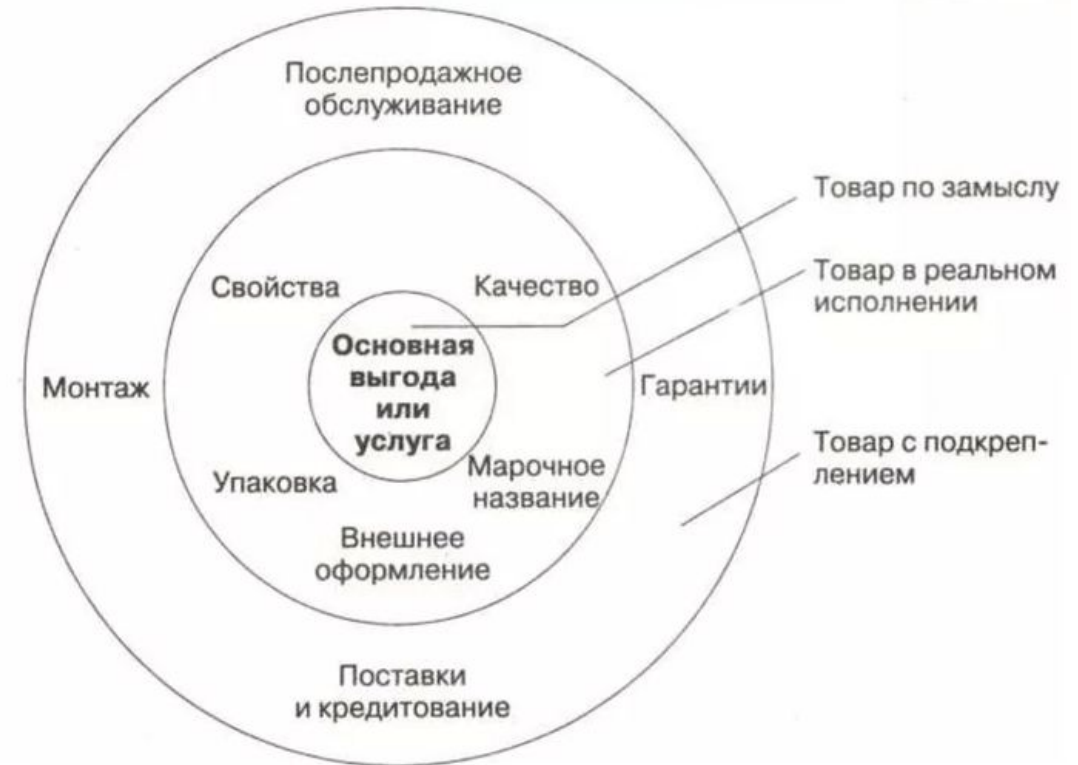 Послепродажное
обслуживание
Товар по замыслу
Товар в реальном
исполнении
Свойства
Качество
Основная
выгода
или
услуга
Монтаж
Гарантии
Товар с подкреп-
лением
Упаковка
Марочное
название
Внешнее
оформление
Поставки
и кредитование